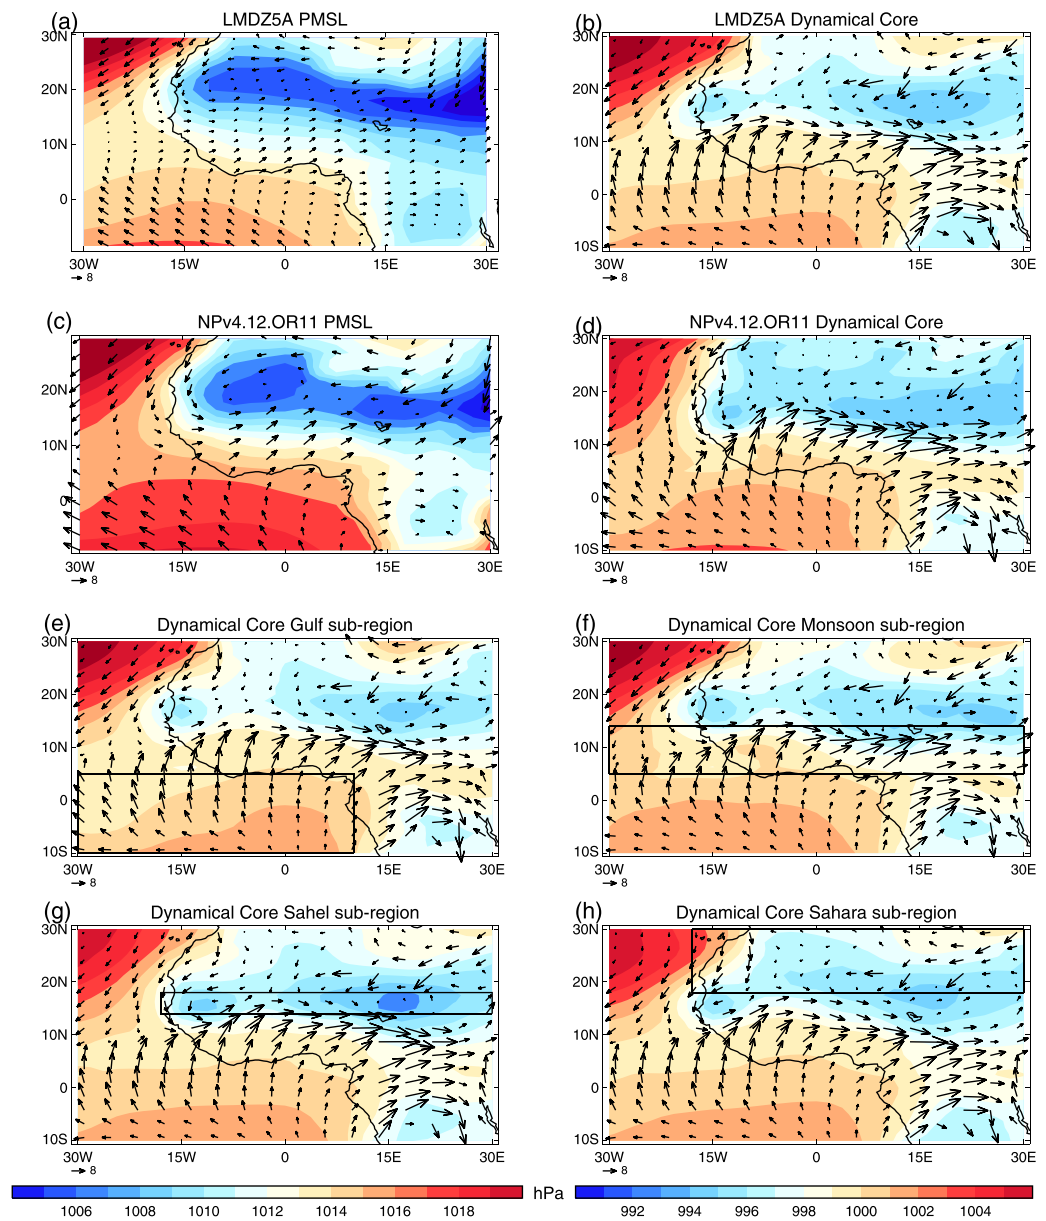 (a) LMDZ5A PMSL
30N
20N
10N
0
30W 15W 0 15E 30E
8
(b) LMDZ5A Dynamical Core
30N
20N
10N
0
10S
30W 15W 0 15E 30E
8
(c) NPv4.12.OR11 PMSL
20N
10N
0
30W 15W 0 15E 30E
8
(d) NPv4.12.OR11 Dynamical Core
30N
20N
10N
0
10S
30W 15W 0 15E 30E
8
(e) Dynamical Core Gulf sub-region
30N
20N
10N
0
10S
30W 15W 0 15E 30E
8
(f) Dynamical Core Monsoon sub-region
30N
20N
10N
0
10S
30W 15W 0 15E 30E
8
(g) Dynamical Core Sahel sub-region
30N
20N
10N
0
10S
30W 15W 0 15E 30E
8
(h) Dynamical Core Sahara sub-region
30N
20N
10N
0
10S
30W 15W 0 15E 30E
8
1006 1008 1010 1012 1014 1016 1018
hPa
992 994 996 998 1000 1002 1004